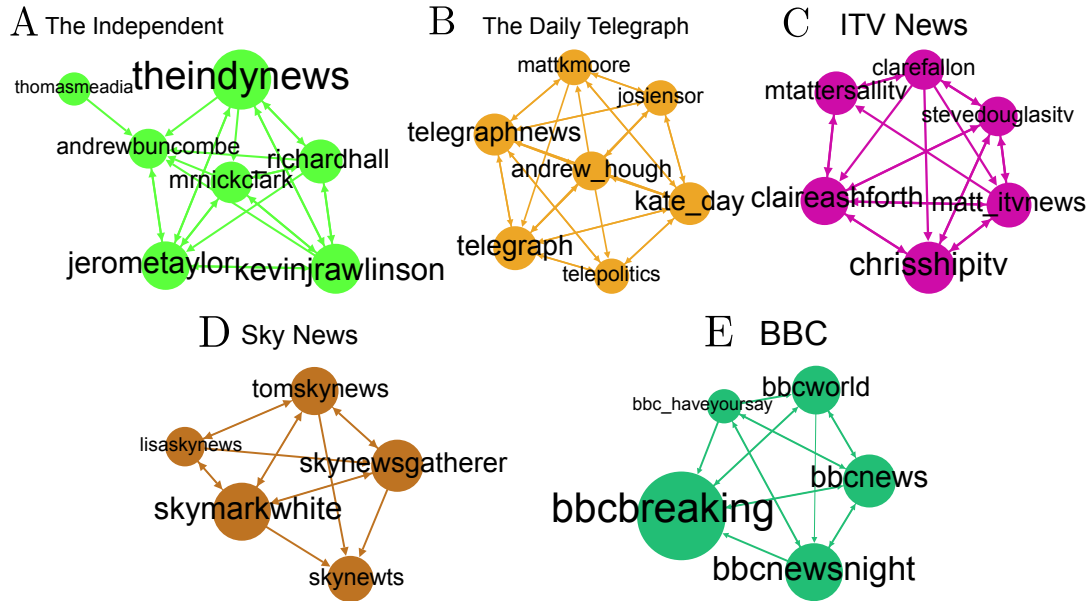 A The Independent
theindynews
thomasmeadia
andrewbuncombe
_richardhall
mrnickclark
jerometaylor
kevinjrawlinson
B The Daily Telegraph
mattkmoore
josiensor
telegraphnews
andrew_hough
kate_day
telegraph
telepolitics
C ITV News
clarefallon
mtattersallitv
stevedouglasitv
claireashforth
matt_itvnews
chrisshipitv
D Sky News
tomskynews
lisaskynews
skynewsgatherer
skymarkwhite
skynewts
E BBC
bbcworld
bbc_haveyoursay
bbcnews
bbcbreaking
bbcnewsnight